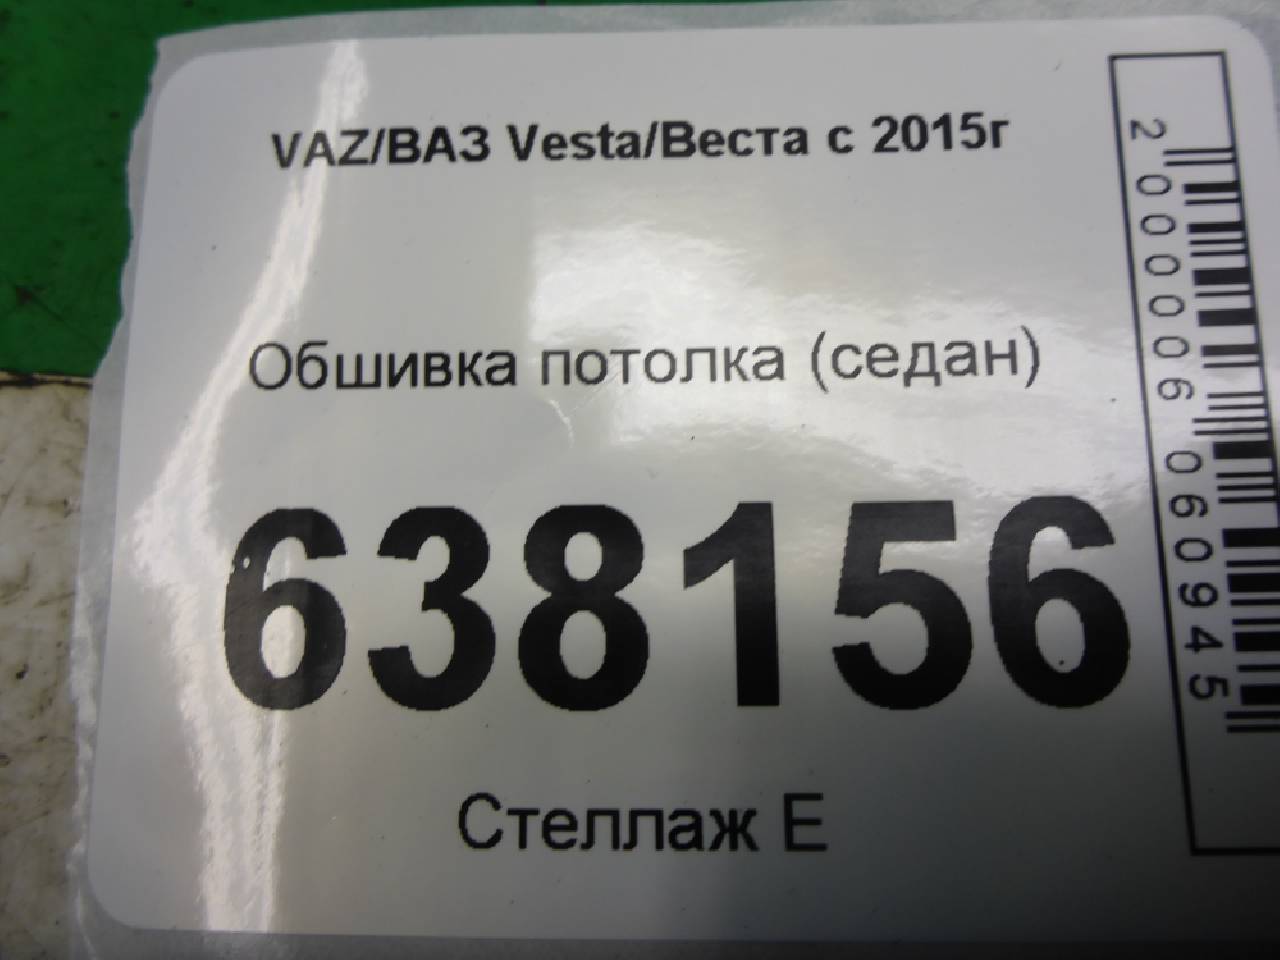 VAZ/ВАЗ Vesta/Веста с 2015г
Обшивка потолка (седан)
638156
Стеллаж Е
2000006060945